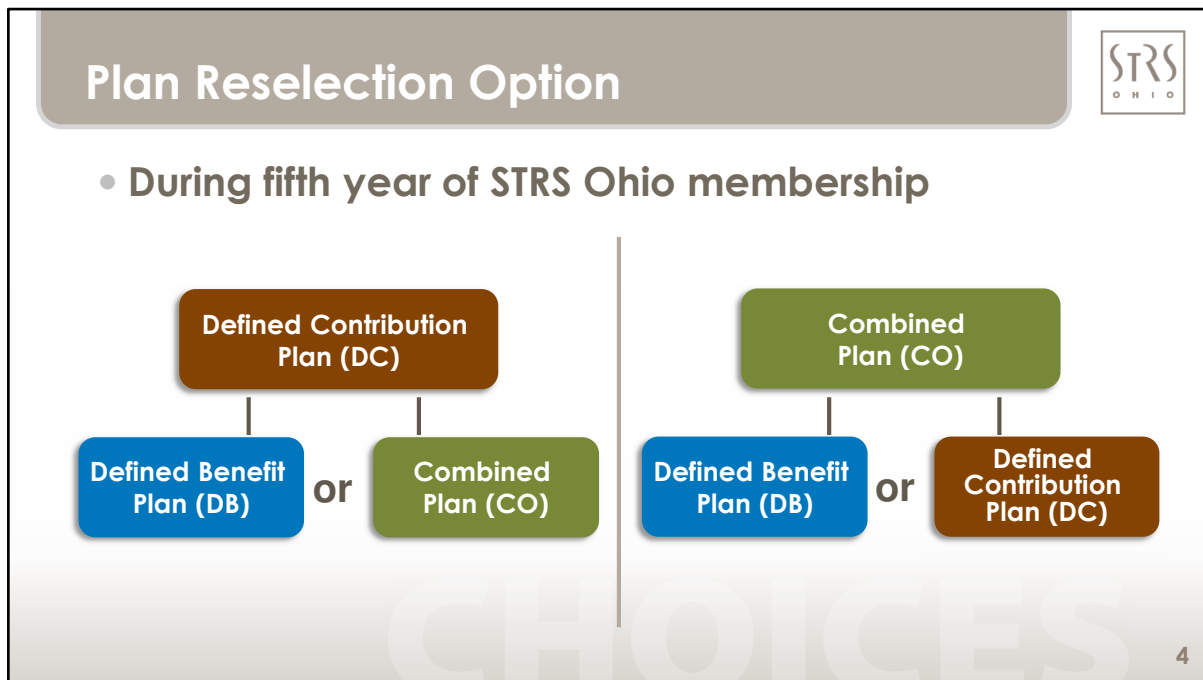 Plan Reselection Option
STRS
OHIO
• During fifth year of STRS Ohio membership
Defined Contribution
Plan (DC)
Defined Benefit
Plan (DB)
or
Combined
Plan (CO)
Combined
Plan (CO)
Defined Benefit
Plan (DB)
or
Defined
Contribution
Plan (DC)
CHOICES
4